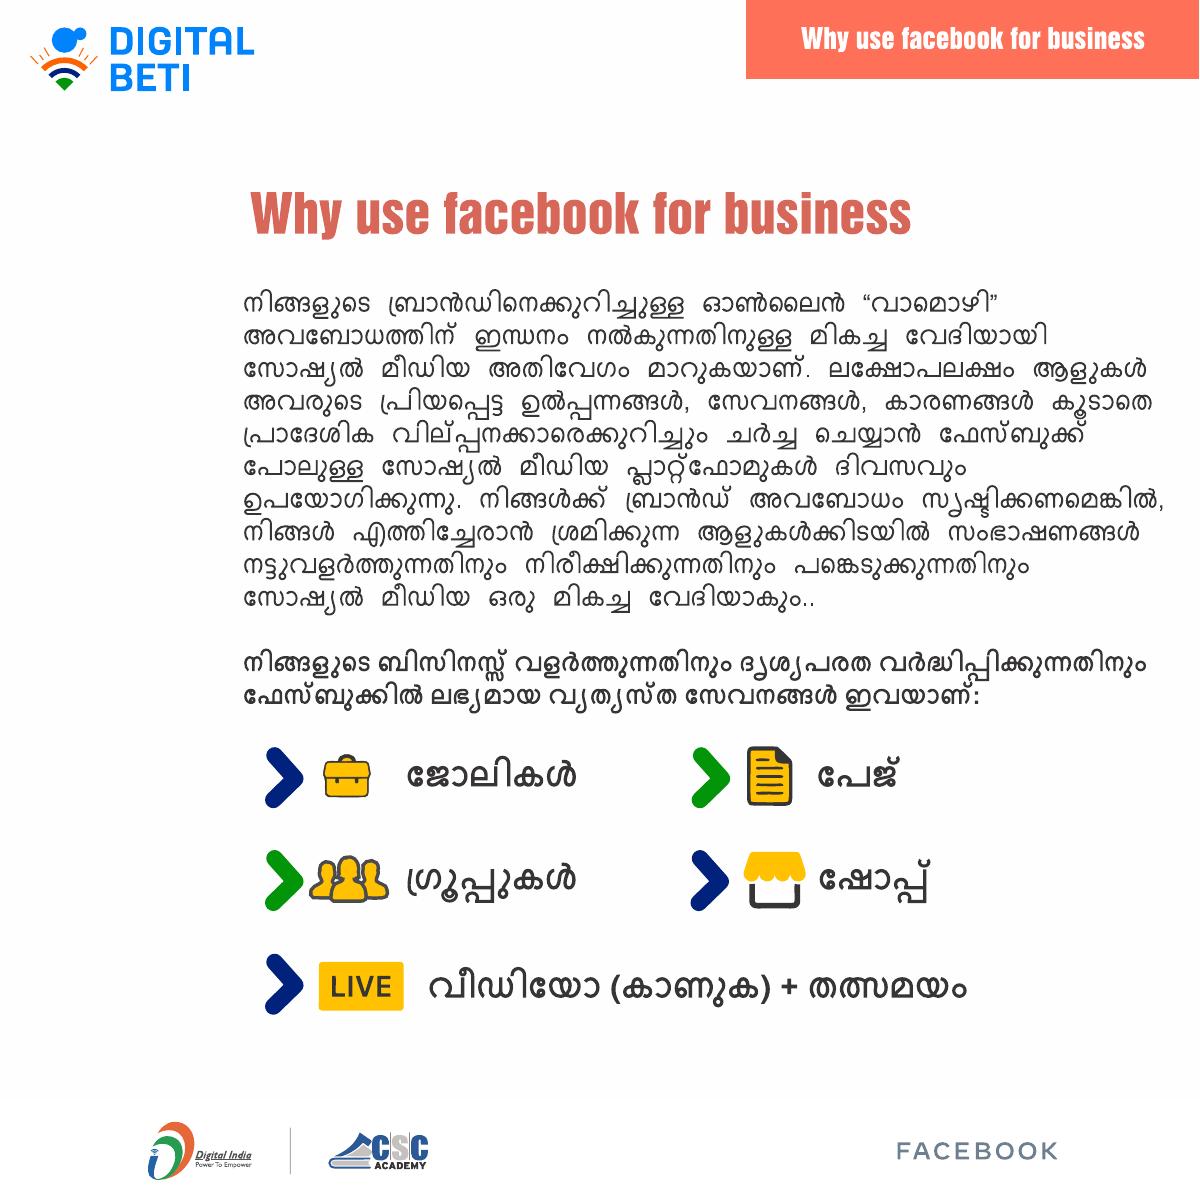 DIGITAL
BETI
Why use facebook for business
Why use facebook for business
നിങ്ങളുടെ ബ്രാൻഡിനെക്കുറിച്ചുള്ള ഓൺലൈൻ “വാമൊഴി”
അവബോധത്തിന് ഇന്ധനം നൽകുന്നതിനുള്ള മികച്ച വേദിയായി
സോഷ്യൽ മീഡിയ അതിവേഗം മാറുകയാണ്. ലക്ഷോപലക്ഷം ആളുകൾ
അവരുടെ പ്രിയപ്പെട്ട ഉൽപ്പന്നങ്ങൾ, സേവനങ്ങൾ, കാരണങ്ങൾ കൂടാതെ
പ്രാദേശിക വില്പ്പനക്കാരെക്കുറിച്ചും ചർച്ച ചെയ്യാൻ ഫേസ്ബുക്ക്
പോലുള്ള സോഷ്യൽ മീഡിയ പ്ലാറ്റ്ഫോമുകൾ ദിവസവും
ഉപയോഗിക്കുന്നു. നിങ്ങൾക്ക് ബ്രാൻഡ് അവബോധം സൃഷ്ടിക്കണമെങ്കിൽ,
നിങ്ങൾ എത്തിച്ചേരാൻ ശ്രമിക്കുന്ന ആളുകൾക്കിടയിൽ സംഭാഷണങ്ങൾ
നട്ടുവളർത്തുന്നതിനും നിരീക്ഷിക്കുന്നതിനും പങ്കെടുക്കുന്നതിനും
സോഷ്യൽ മീഡിയ ഒരു മികച്ച വേദിയാകും..
നിങ്ങളുടെ ബിസിനസ്സ് വളർത്തുന്നതിനും ദൃശ്യപരത വർദ്ധിപ്പിക്കുന്നതിനും
ഫേസ്ബുക്കിൽ ലഭ്യമായ വ്യത്യസ്ത സേവനങ്ങൾ ഇവയാണ്:
ജോലികൾ
പേജ്
ഗ്രൂപ്പുകൾ
ഷോപ്പ്
LIVE വീഡിയോ (കാണുക) + തത്സമയം
Digital India
Power To Empower
CSC
ACADEMY
FACEBOOK